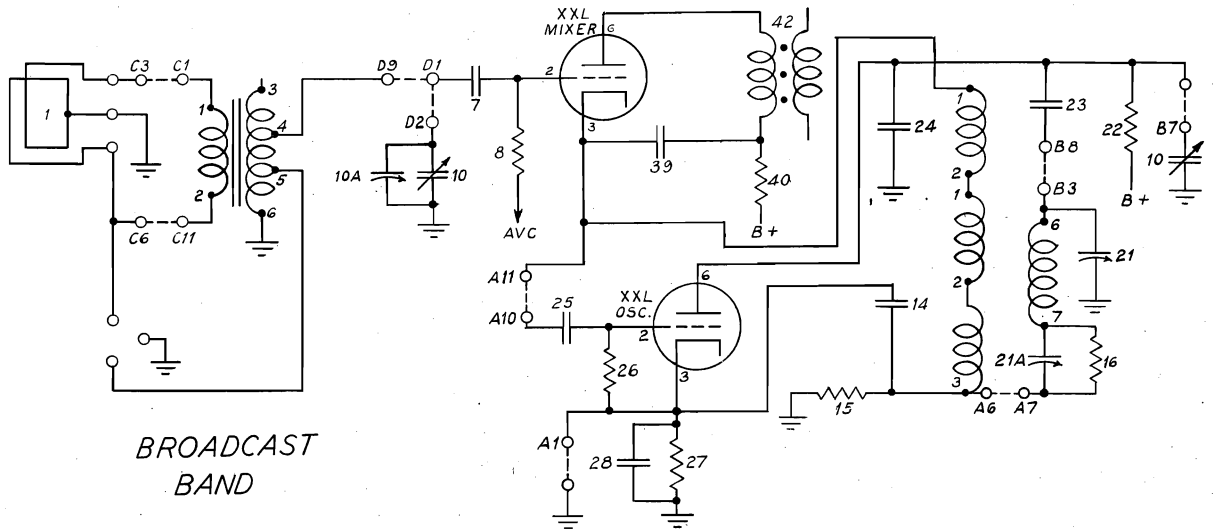 XXL
MIXER
6
42
C3
C1
D9
D1
2
7
1
1
3
4
D2
3
1
24
23
22
B7
8
39
10
B8
2
5
10A
10
40
2
1
B3
B+
C6
C11
6
AVC
B+
6
A11
6
2
21
25
XXL
OSC.
14
A10
2
7
3
26
21A
16
3
15
A6
A7
A1
28
27
BROADCAST
BAND